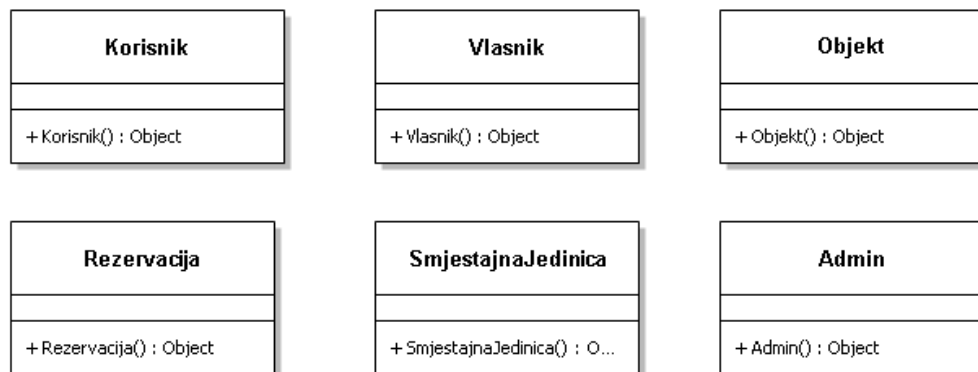 Korisnik
+ Korisnik() : Object
Vlasnik
+ Vlasnik() : Object
Objekt
+ Objekt() : Object
Rezervacija
+ Rezervacija() : Object
SmjestajnaJedinica
+ SmjestajnaJedinica() : O...
Admin
+ Admin() : Object